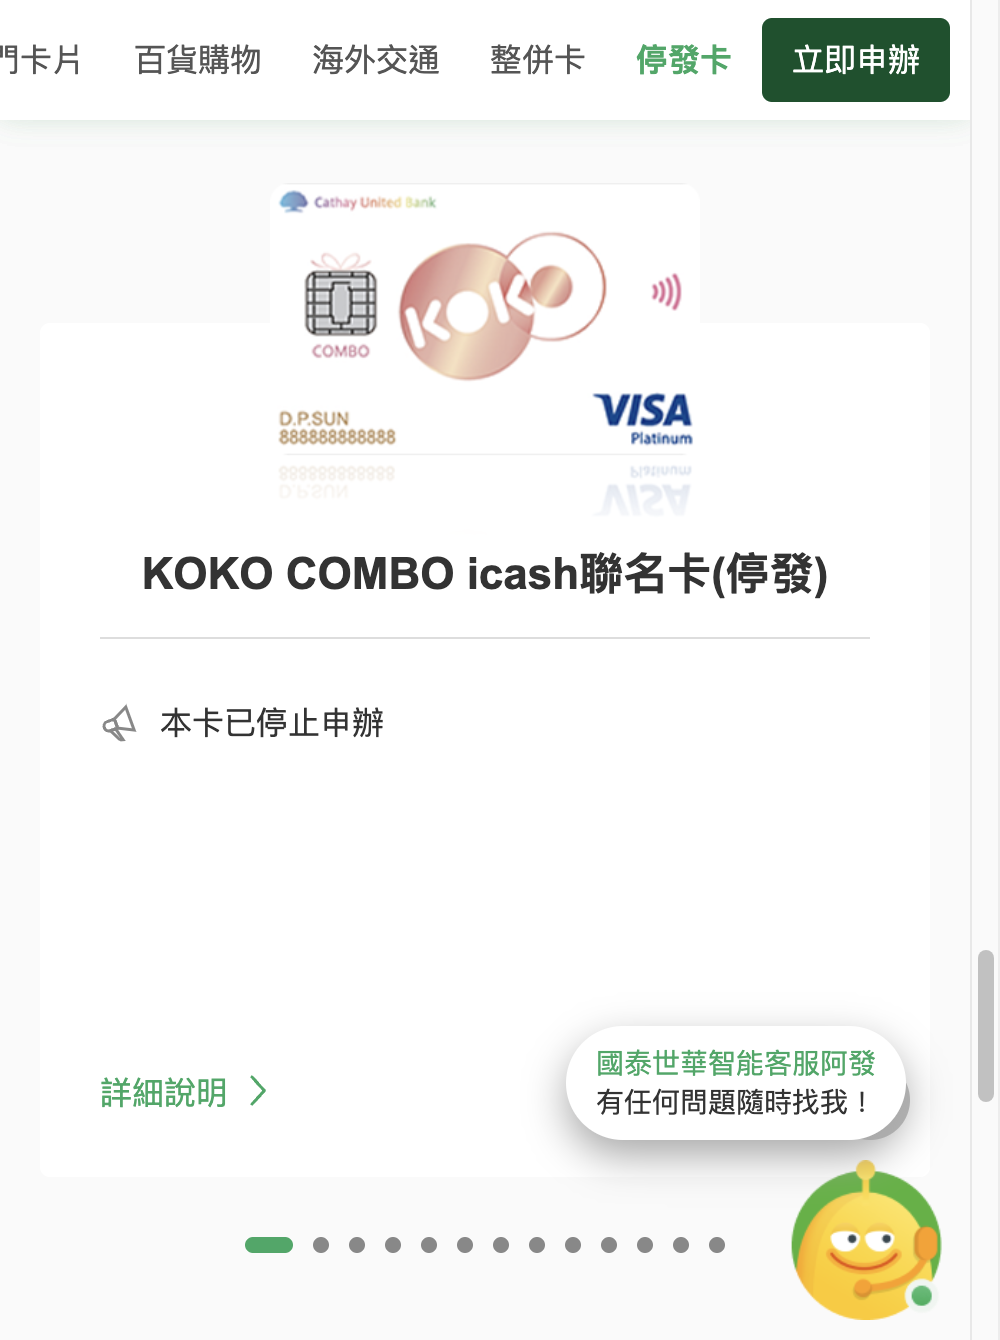 門卡片 百貨購物 海外交通 整併卡 停發卡 立即申辦
Cathay United Bank
KOKO
COMBO
D.P.SUN
888888888888
VISA
Platinum
KOKO COMBO icash聯名卡(停發)
本卡已停止申辦
詳細說明
國泰世華智能客服阿發
有任何問題隨時找我！